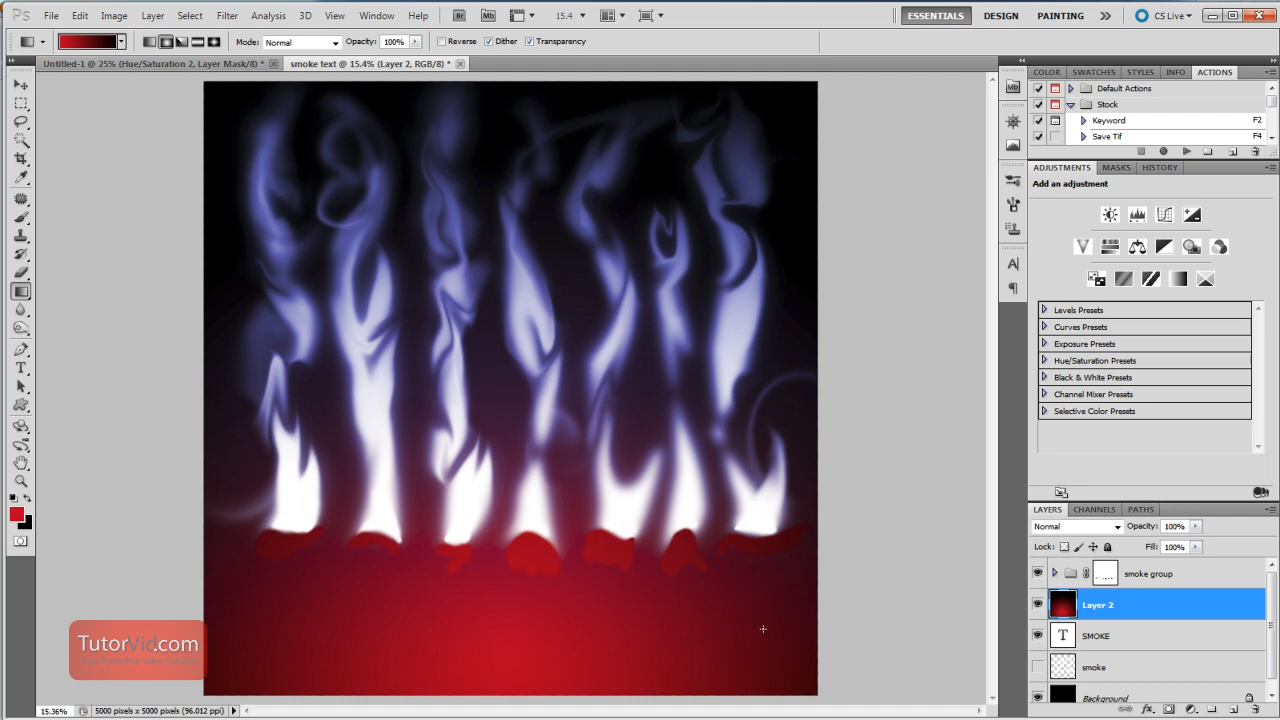 Ps File Edit Image Layer Select Filter Analysis 3D View Window Help Br Mb 15.4 ESSENTIALS DESIGN PAINTING CS Live
Mode: Normal Opacity: 100% Reverse Dither Transparency
Untitled-1 @ 25% (Hue/Saturation 2, Layer Mask/8) * smoke text @ 15.4% (Layer 2, RGB/8) *
COLOR SWATCHES STYLES INFO ACTIONS
Default Actions
Stock
Keyword F2
Save Tif F4
ADJUSTMENTS MASKS HISTORY
Add an adjustment
Levels Presets
Curves Presets
Exposure Presets
Hue/Saturation Presets
Black & White Presets
Channel Mixer Presets
Selective Color Presets
LAYERS CHANNELS PATHS
Normal Opacity: 100%
Lock: Fill: 100%
smoke group
Layer 2
T SMOKE
smoke
Background
TutorVid.com
15.36% 5000 pixels x 5000 pixels (96.012 ppi)